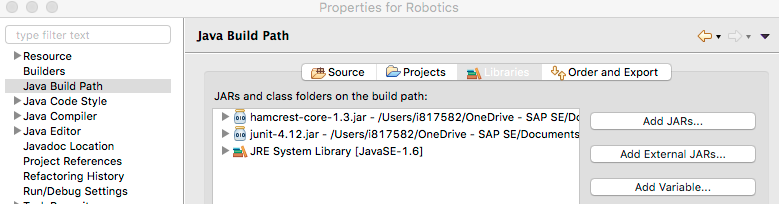 Properties for Robotics
type filter text
Resource
Builders
Java Build Path
Java Code Style
Java Compiler
Java Editor
Javadoc Location
Project References
Refactoring History
Run/Debug Settings
Java Build Path
Source
Projects
Libraries
Order and Export
JARs and class folders on the build path:
hamcrest-core-1.3.jar - /Users/i817582/OneDrive - SAP SE/Do
junit-4.12.jar - /Users/i817582/OneDrive - SAP SE/Documents
JRE System Library [JavaSE-1.6]
Add JARs...
Add External JARs...
Add Variable...